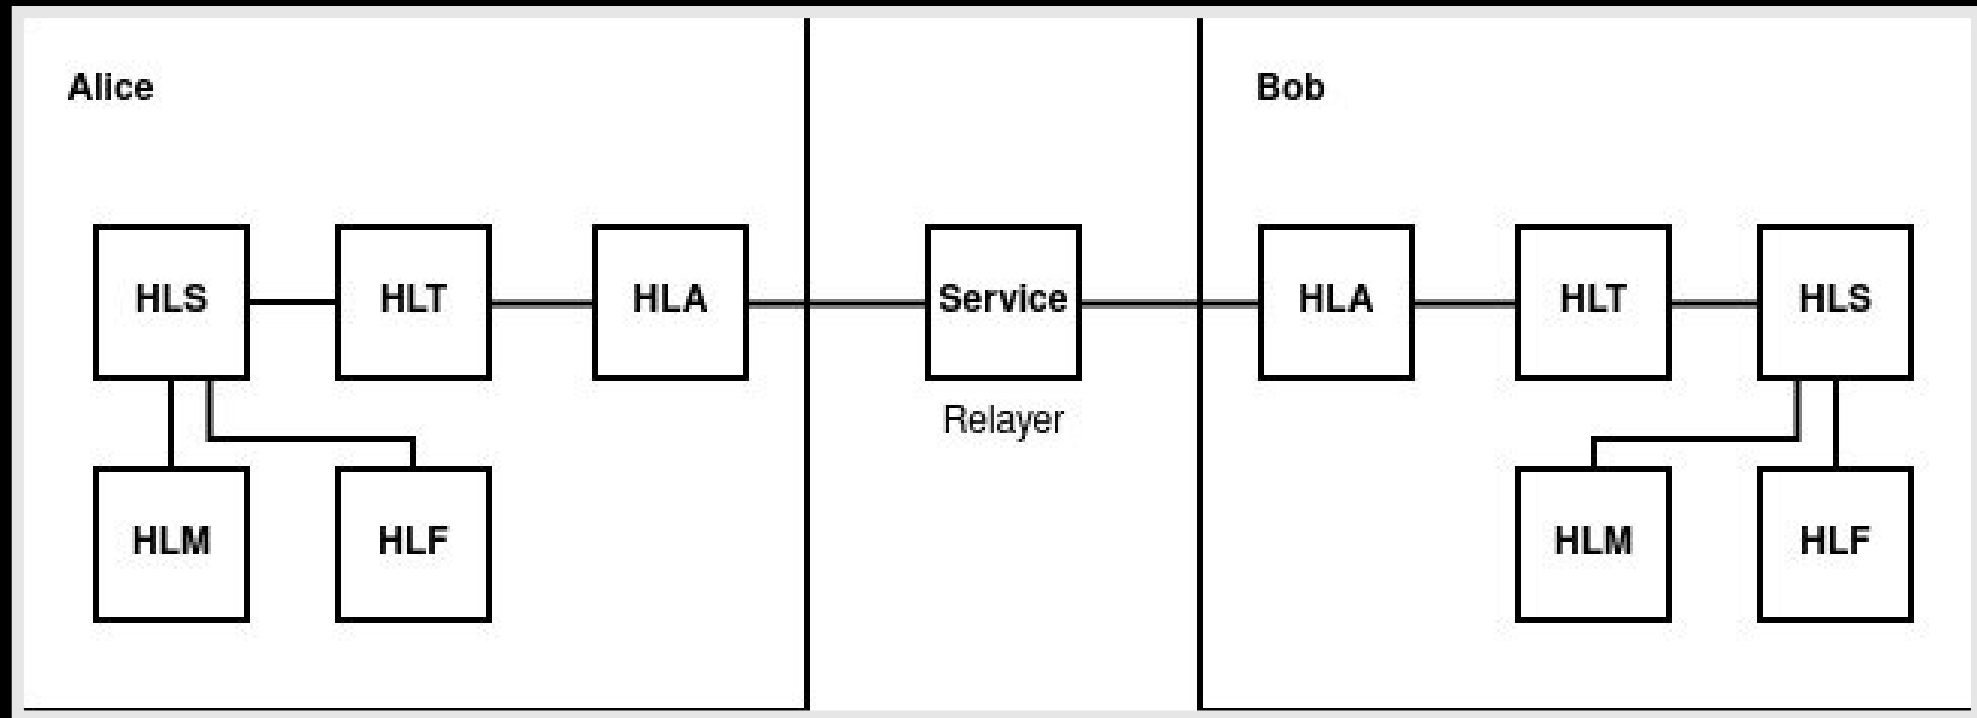 Alice
Bob
HLS
HLT
HLA
Service
HLA
HLT
HLS
Relayer
HLM
HLF
HLM
HLF